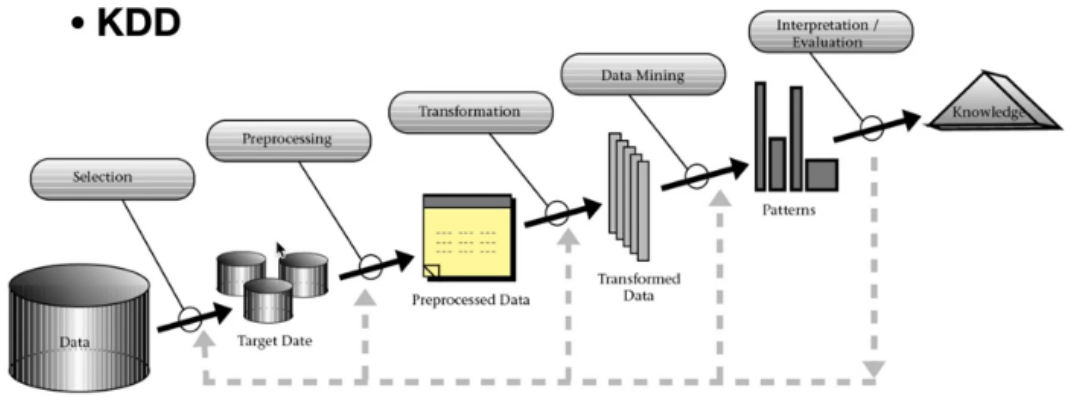 • KDD
Interpretation /
Evaluation
Data Mining
Transformation
Preprocessing
Selection
Knowledge
Patterns
Transformed
Data
Preprocessed Data
Target Date
Data